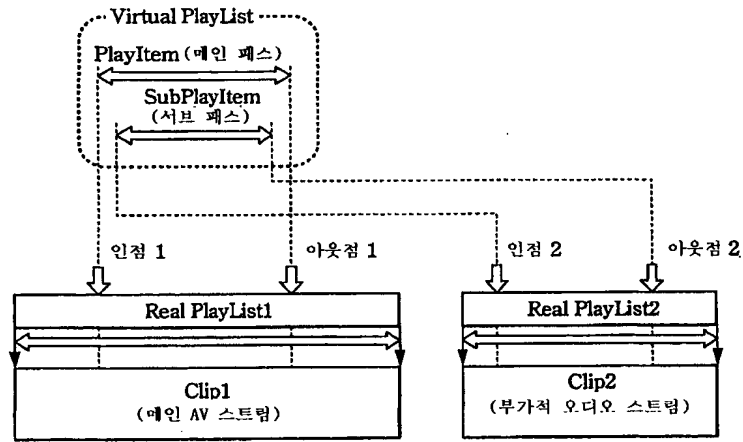 Virtual PlayList
PlayItem (메인 패스)
SubPlayItem
(서브 패스)
인점 1
아웃점 1
인점 2
아웃점 2
Real PlayList1
Real PlayList2
Clip1
(메인 AV 스트림)
Clip2
(부가적 오디오 스트림)